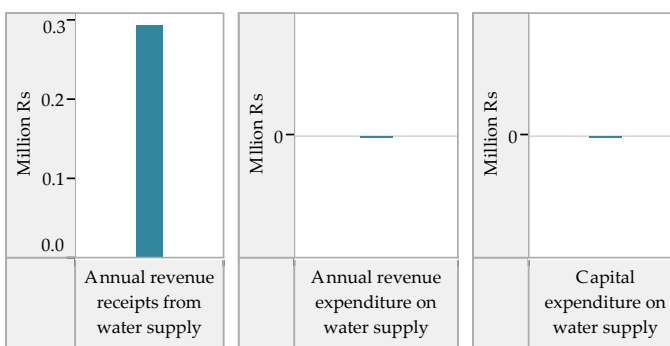 Million Rs
0.3
0.2
0.1
0.0
Annual revenue
receipts from
water supply
Million Rs
0
Annual revenue
expenditure on
water supply
Million Rs
0
Capital
expenditure on
water supply